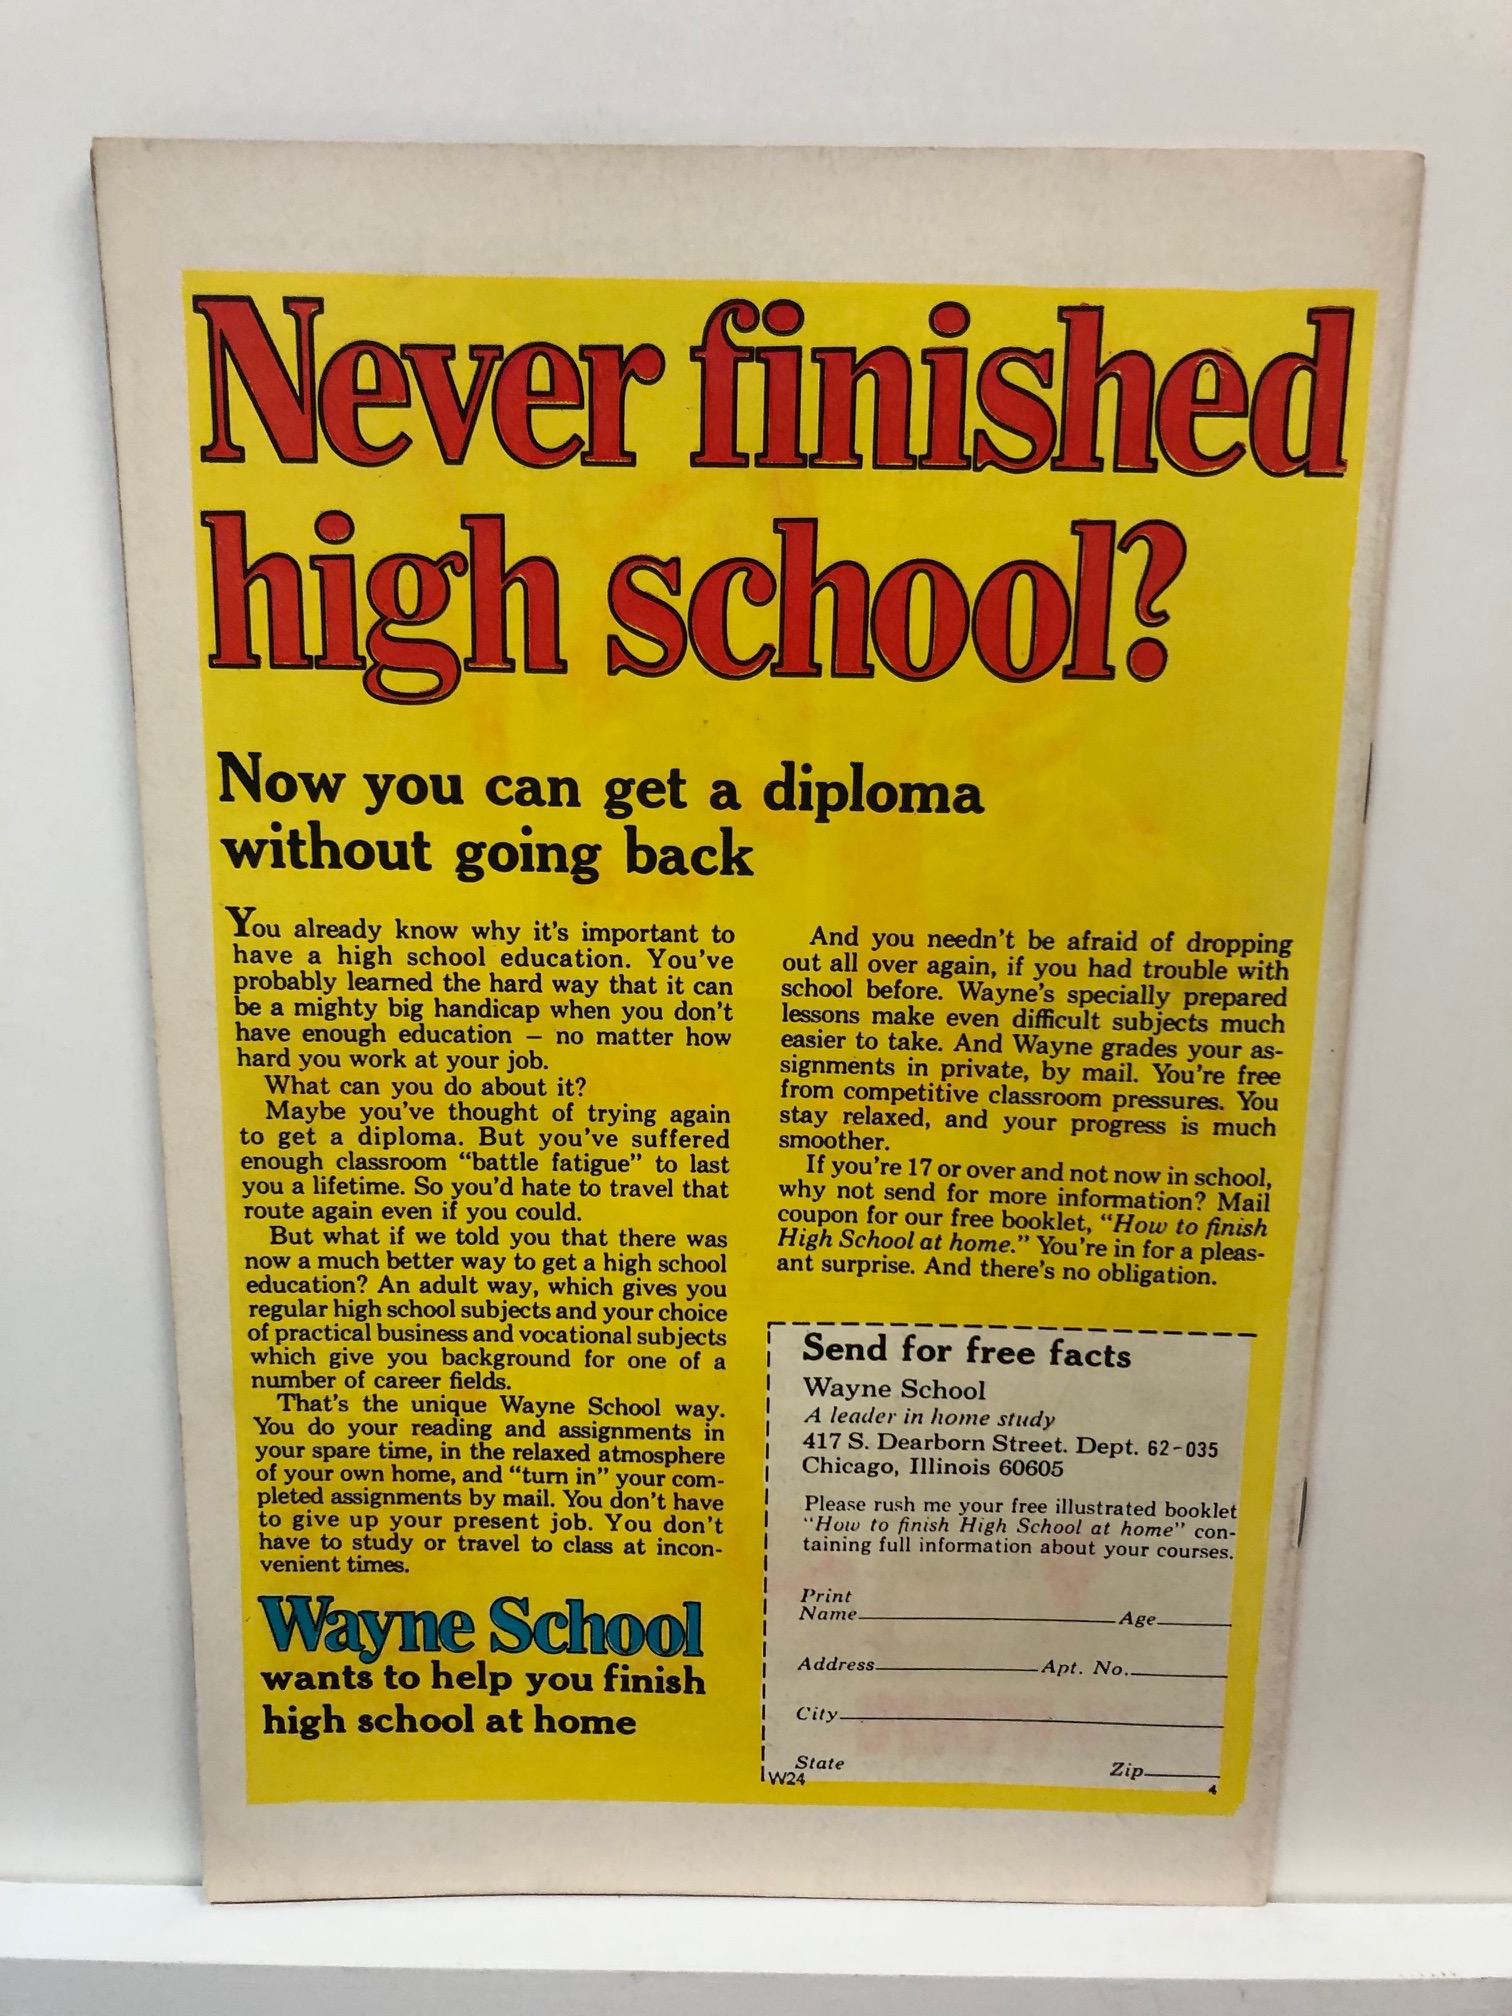 Never finished
high school?
Now you can get a diploma
without going back
You already know why it's important to
have a high school education. You've
probably learned the hard way that it can
be a mighty big handicap when you don't
have enough education – no matter how
hard you work at your job.
What can you do about it?
Maybe you've thought of trying again
to get a diploma. But you've suffered
enough classroom "battle fatigue" to last
you a lifetime. So you'd hate to travel that
route again even if you could.
But what if we told you that there was
now a much better way to get a high school
education? An adult way, which gives you
regular high school subjects and your choice
of practical business and vocational subjects
which give you background for one of a
number of career fields.
That's the unique Wayne School way.
You do your reading and assignments in
your spare time, in the relaxed atmosphere
of your own home, and "turn in" your com-
pleted assignments by mail. You don't have
to give up your present job. You don't
have to study or travel to class at incon-
venient times.
Wayne School
wants to help you finish
high school at home
And you needn't be afraid of dropping
out all over again, if you had trouble with
school before. Wayne's specially prepared
lessons make even difficult subjects much
easier to take. And Wayne grades your as-
signments in private, by mail. You're free
from competitive classroom pressures. You
stay relaxed, and your progress is much
smoother.
If you're 17 or over and not now in school,
why not send for more information? Mail
coupon for our free booklet, "How to finish
High School at home." You're in for a pleas-
ant surprise. And there's no obligation.
Send for free facts
Wayne School
A leader in home study
417 S. Dearborn Street. Dept. 62-035
Chicago, Illinois 60605
Please rush me your free illustrated booklet
"How to finish High School at home" con-
taining full information about your courses.
Print
Name Age
Address Apt. No.
City
State Zip
W24 4